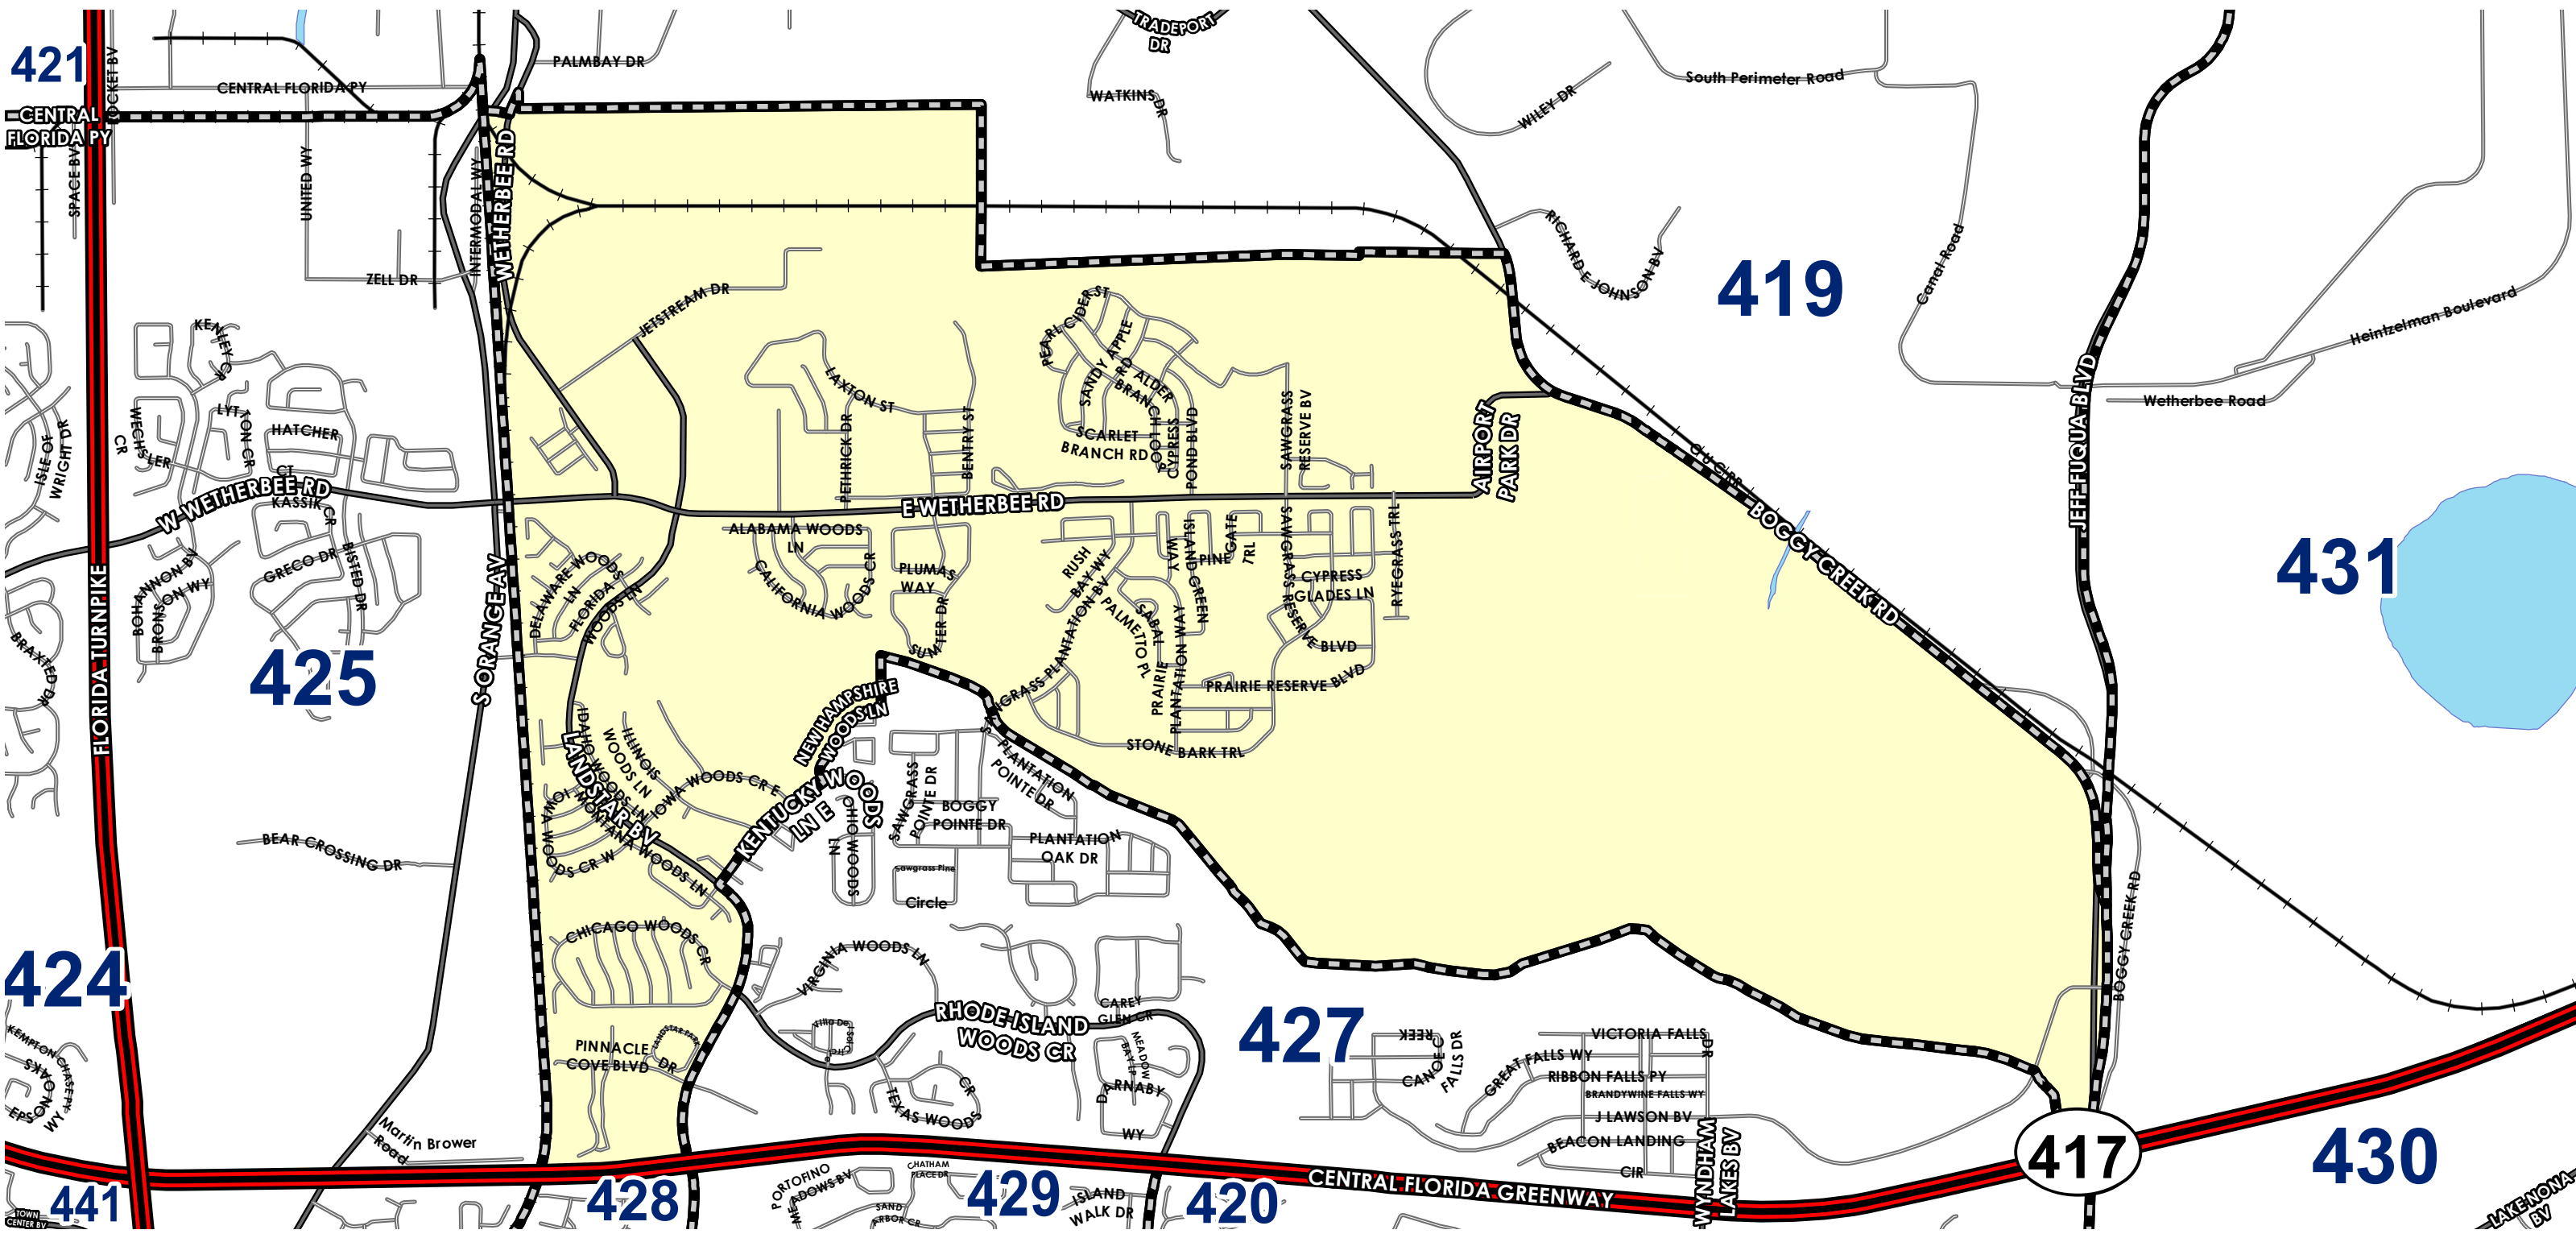 421
ROCKET BV
CENTRAL FLORIDA PY
CENTRAL
FLORIDA PY
PALMBAY DR
TRADEPORT
DR
WATKINS DR
WILEY DR
South Perimeter Road
SPACE BV
UNITED WY
INTERMODAL WY
WETHERBEE RD
ZELL DR
RICHARD E JOHNSON BV
419
Canal Road
Heintzelman Boulevard
Wetherbee Road
JEFF FUQUA BLVD
JETSTREAM DR
KENLEY CR
LYTTON CR
HATCHER
CT
WECHSLER
CR
ISLE OF
WRIGHT DR
W WETHERBEE RD
KASSIK CR
GRECO DR
BISTED DR
BOHANNON BV
BRONSON WY
BRAXTED DR
425
FLORIDA TURNPIKE
S ORANGE AV
LAXTON ST
PETHRICK DR
BENTRY ST
PEARL CIDER ST
SANDY APPLE
RD
ALDER
BRANCH LOOP
SCARLET
BRANCH RD
CYPRESS
POND BLVD
SAWGRASS
RESERVE BV
AIRPORT
PARK DR
E WETHERBEE RD
BOGGY CREEK RD
431
ALABAMA WOODS
LN
CALIFORNIA WOODS CR
PLUMAS
WAY
SUMTER DR
DELAWARE WOODS
LN
FLORIDA
WOODS LN
RUSH
BAY WY
SAWGRASS PLANTATION BV
PALMETTO PL
SABAL
WAY
ISLAND GREEN
PINEGATE
TRL
SAWGRASS RESERVE BLVD
CYPRESS
GLADES LN
RYEGRASS TRL
PRAIRIE
PLANTATION WAY
PRAIRIE RESERVE BLVD
STONE BARK TRL
NEW HAMPSHIRE
WOODS LN
IDAHO WOODS LN
ILLINOIS
WOODS LN
LANDSTAR BV
IOWA WOODS CR E
IOWA WOODS CR W
MONTANA WOODS LN
KENTUCKY WOODS
LN E
OHIO WOODS
LN
SAWGRASS
POINTE DR
PLANTATION
POINTE DR
BOGGY
POINTE DR
PLANTATION
OAK DR
Sawgrass Pine
Circle
BEAR CROSSING DR
424
CHICAGO WOODS CR
VIRGINIA WOODS LN
RHODE ISLAND
WOODS CR
CAREY
GLEN CR
427
BOGGY CREEK RD
KEMPTON CHASE PY
EPSON OAKS
WY
PINNACLE
COVE BLVD
LANDSTAR PARK
DR
TEXAS WOODS
CR
MEADOW
BAY LP
DARNABY
WY
CANOE CREEK
FALLS DR
VICTORIA FALLS
DR
GREAT FALLS WY
RIBBON FALLS PY
BRANDYWINE FALLS WY
J LAWSON BV
BEACON LANDING
CIR
WYNDHAM
LAKES BV
417
430
Martin Brower
Road
441
TOWN
CENTER BV
428
PORTOFINO
MEADOWS BV
CHATHAM
PLACE DR
SAND
ARBOR CR
429
ISLAND
WALK DR
420
CENTRAL FLORIDA GREENWAY
LAKE NONA
BV